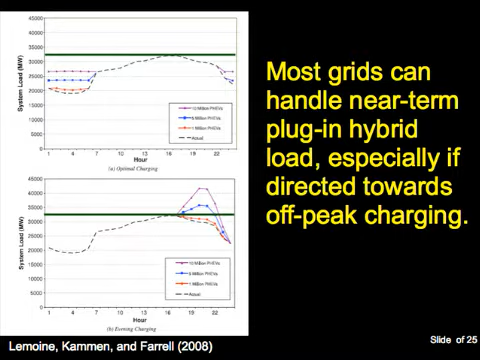 45000
40000
35000
30000
25000
20000
15000
10000
5000
0
System Load (MW)
10 Million PHEVs
5 Million PHEVs
1 Million PHEVs
Actual
1 4 7 10 13 16 19 22
Hour
(a) Optimal Charging
45000
40000
35000
30000
25000
20000
15000
10000
5000
0
System Load (MW)
10 Million PHEVs
5 Million PHEVs
1 Million PHEVs
Actual
1 4 7 10 13 16 19 22
Hour
(b) Evening Charging
Most grids can
handle near-term
plug-in hybrid
load, especially if
directed towards
off-peak charging.
Lemoine, Kammen, and Farrell (2008)
Slide of 25